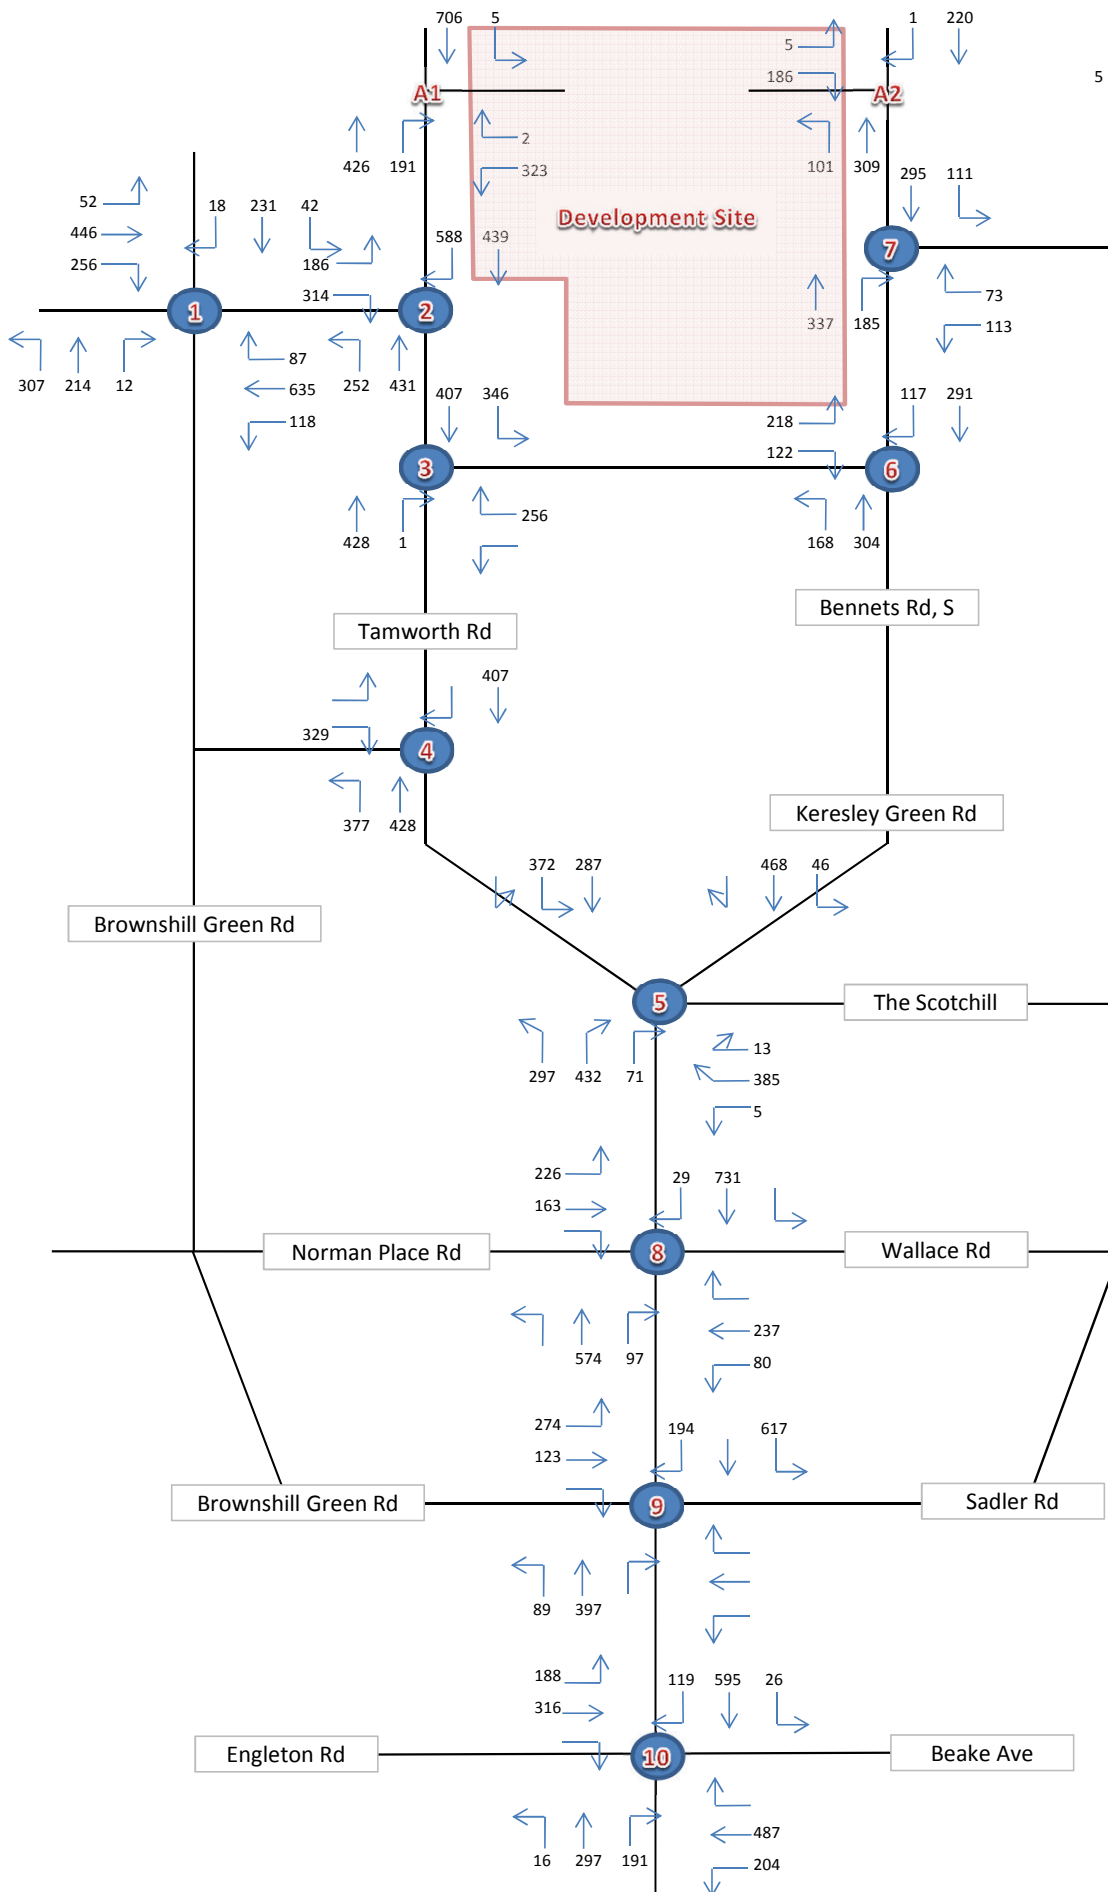 706 5 1 220
5
186 5
A1 A2
2
426 191 323 101 309
295 111
52 18 231 42
446
256
186
588 439
Development Site
7
314
1 2
337 185 73
113
87
307 214 12 635 252 431
118
407 346 218 117 291
122
3 6
256
428 1 168 304
Bennets Rd, S
Tamworth Rd
407
329
4
377 428
Keresley Green Rd
372 287 468 46
Brownshill Green Rd
5 The Scotchill
297 432 71 13
385
5
226 29 731
163
Norman Place Rd 8 Wallace Rd
574 97 237
80
274 194 617
123
Brownshill Green Rd 9 Sadler Rd
89 397
188 119 595 26
316
Engleton Rd 10 Beake Ave
16 297 191 487
204